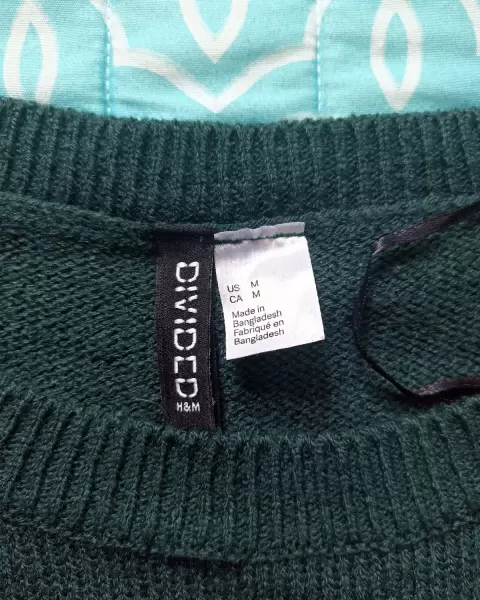 DIVIDED
H&M
US M
CA M
Made in
Bangladesh
Fabriqué en
Bangladesh